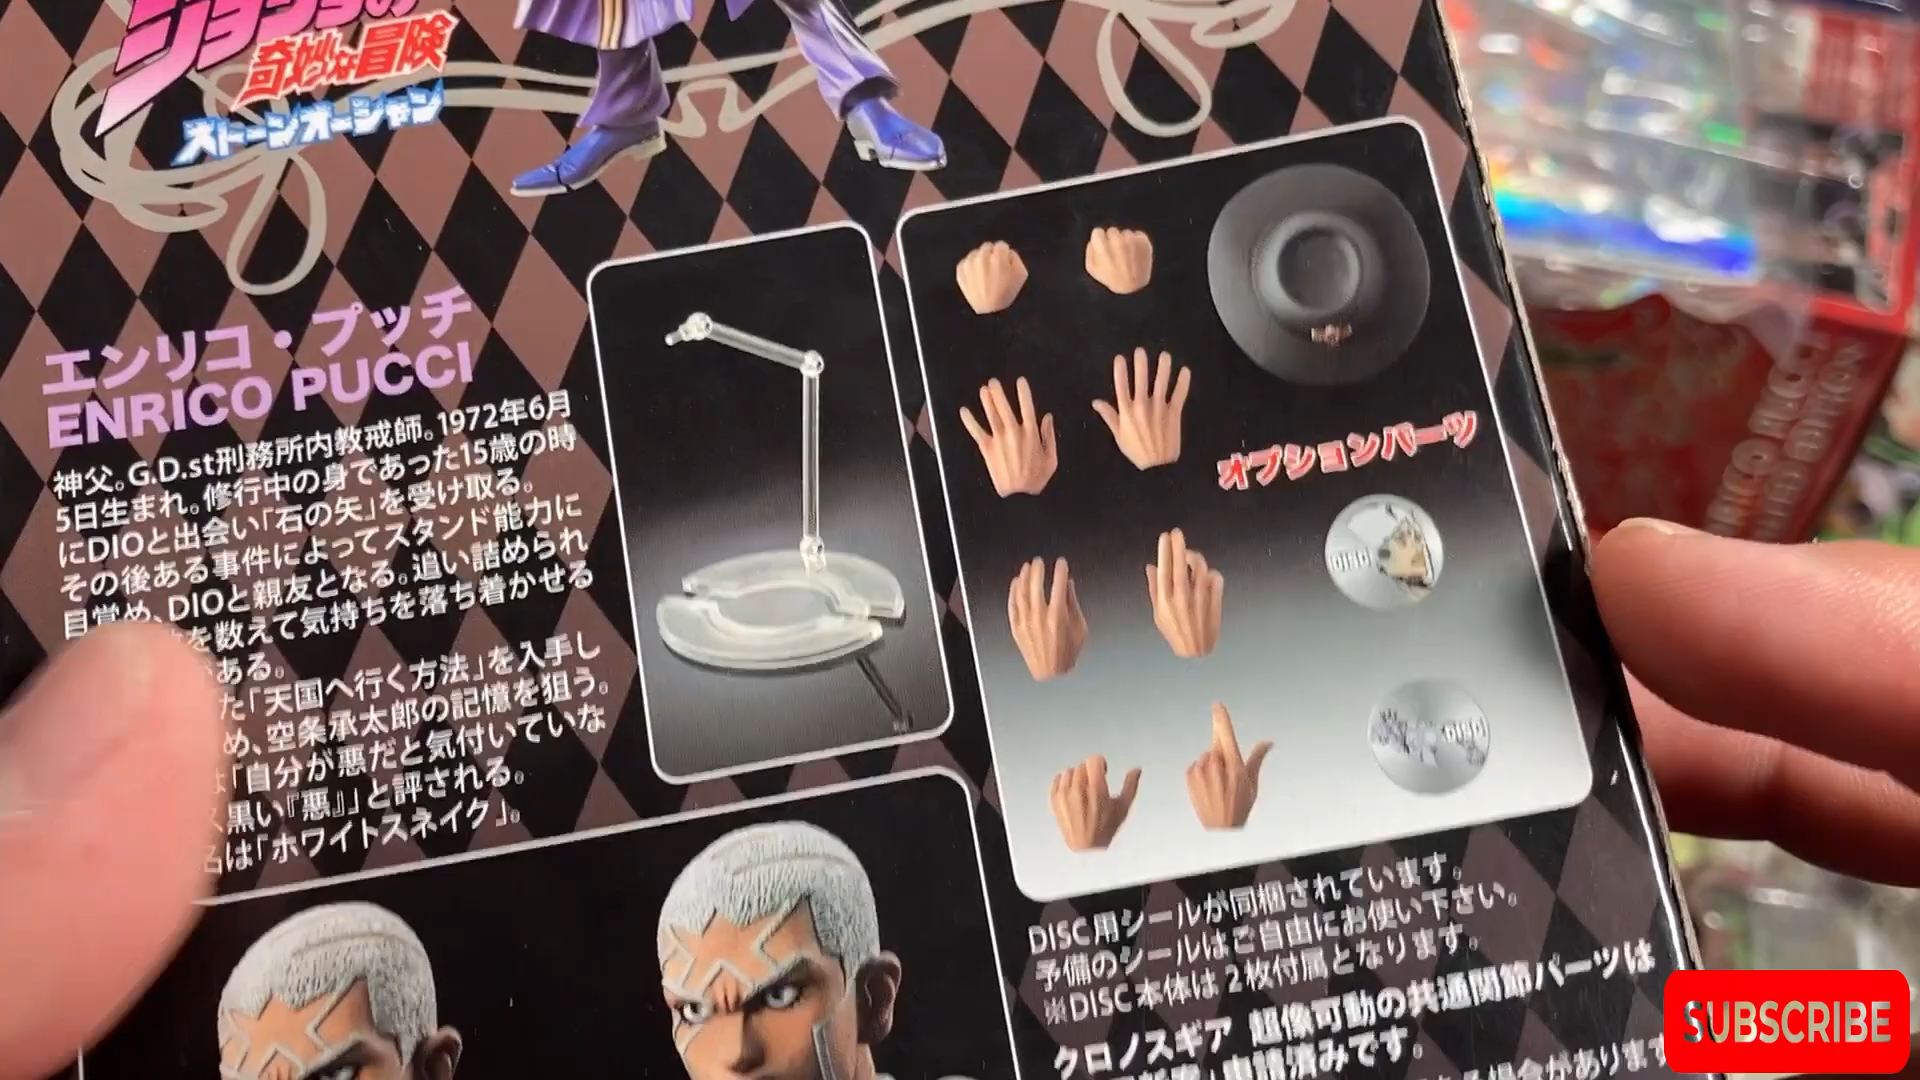 ジョジョの
奇妙な冒険
ストーンオーシャン
エンリコ・プッチ
ENRICO PUCCI
神父。G.D.st刑務所内教戒師。1972年6月
5日生まれ。修行中の身であった15歳の時
にDIOと出会い「石の矢」を受け取る。
その後ある事件によってスタンド能力に
目覚め、DIOと親友となる。追い詰められ
を数えて気持ちを落ち着かせる
がある。
た「天国へ行く方法」を入手し
め、空条承太郎の記憶を狙う。
は「自分が悪だと気付いていな
黒い『悪』」と評される。
名は「ホワイトスネイク」。
オプションパーツ
DISC
DISC
DISC用シールが同梱されています。
予備のシールはご自由にお使い下さい。
※DISC本体は2枚付属となります。
クロノスギア 超像可動の共通関節パーツは
申請済みです。
場合があります
SUBSCRIBE